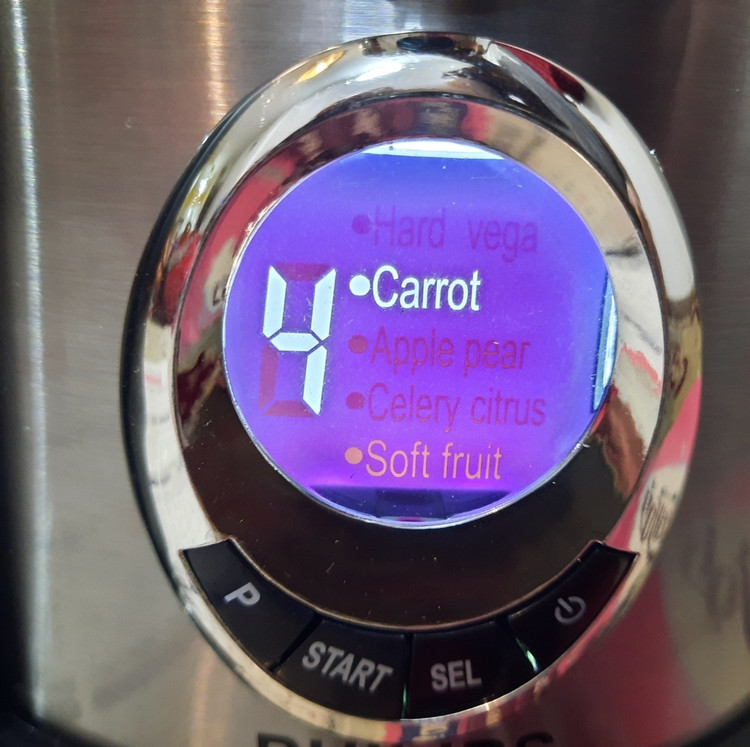 •Hard vega
4
•Carrot
•Apple pear
•Celery citrus
•Soft fruit
P
START
SEL